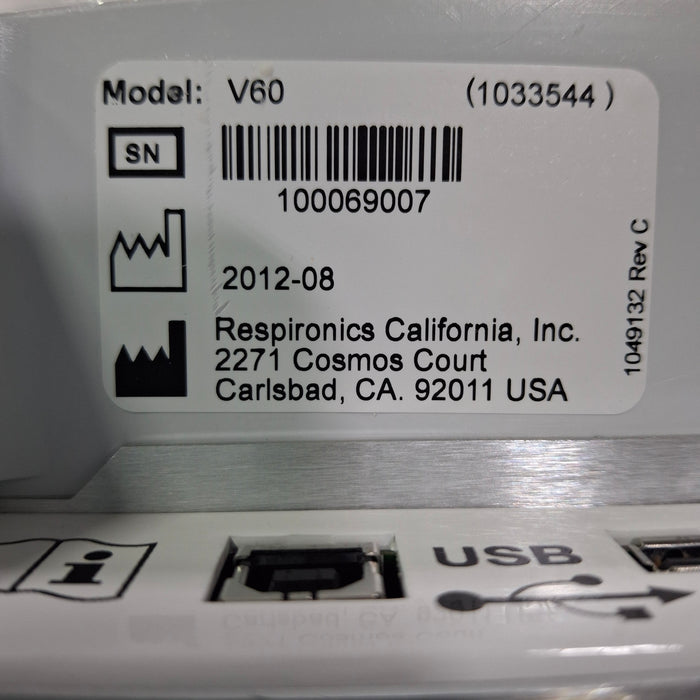 Model: V60 (1033544 )
SN
100069007
2012-08
Respironics California, Inc.
2271 Cosmos Court
Carlsbad, CA. 92011 USA
1049132 Rev C
i
USB